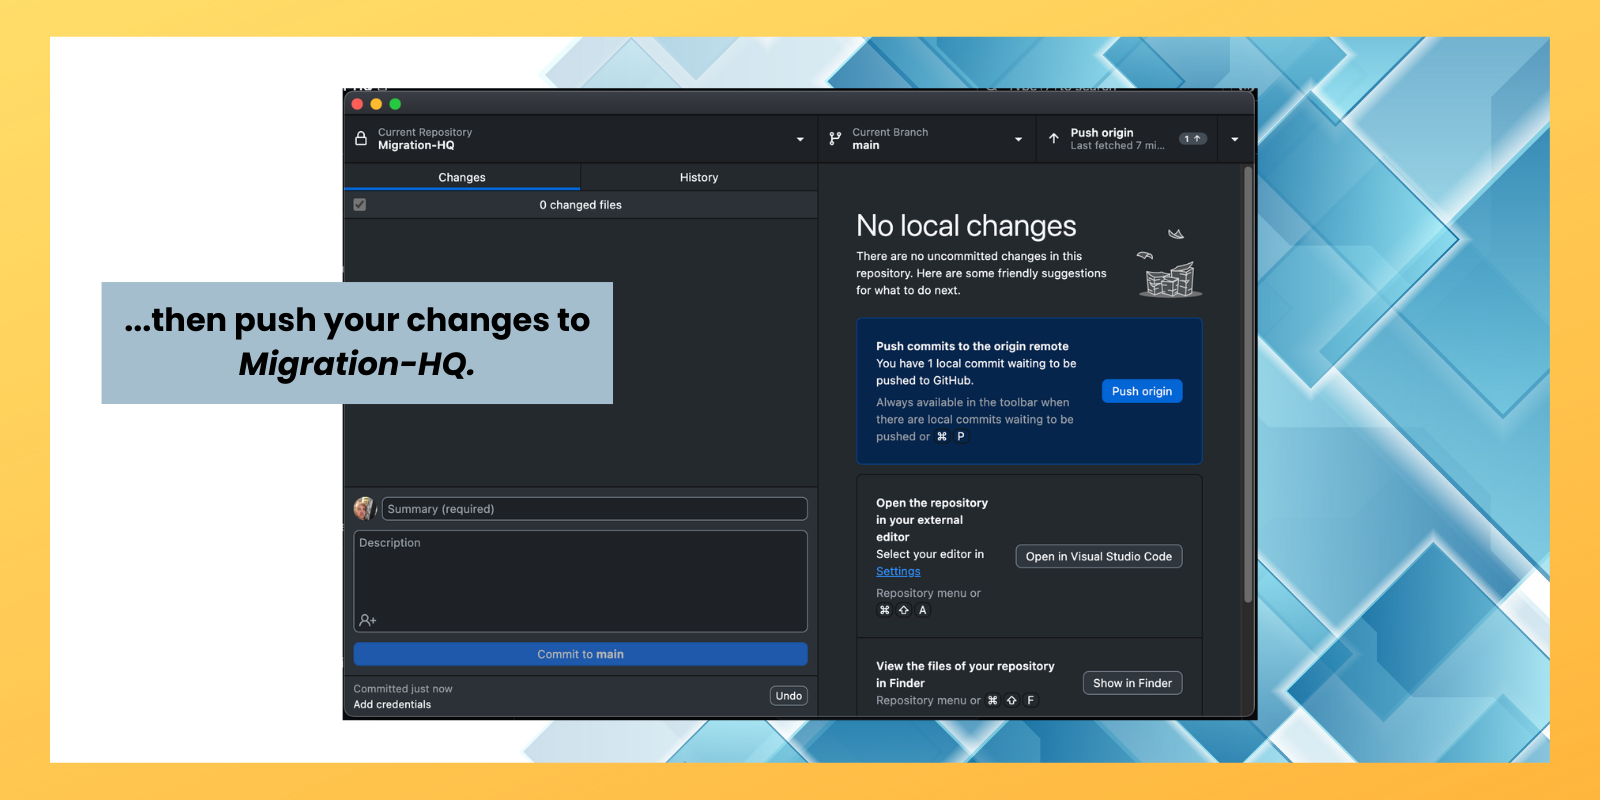 Current Repository
Migration-HQ
Current Branch
main
Push origin
Last fetched 7 mi...
1
Changes
History
0 changed files
...then push your changes to
Migration-HQ.
Summary (required)
Description
Commit to main
Committed just now
Add credentials
Undo
No local changes
There are no uncommitted changes in this
repository. Here are some friendly suggestions
for what to do next.
Push commits to the origin remote
You have 1 local commit waiting to be
pushed to GitHub.
Always available in the toolbar when
there are local commits waiting to be
pushed or ⌘ P
Push origin
Open the repository
in your external
editor
Select your editor in
Settings
Repository menu or
⌘ ⇧ A
Open in Visual Studio Code
View the files of your repository
in Finder
Repository menu or ⌘ ⇧ F
Show in Finder